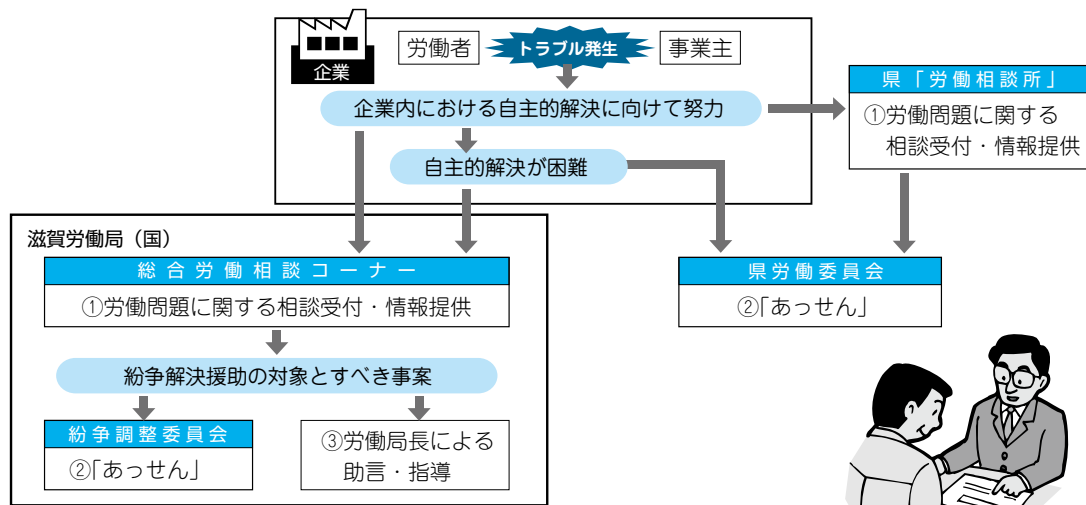 労働者
トラブル発生
事業主
企業
企業内における自主的解決に向けて努力
自主的解決が困難
県「労働相談所」
①労働問題に関する
相談受付・情報提供
滋賀労働局（国）
総合労働相談コーナー
①労働問題に関する相談受付・情報提供
県労働委員会
②「あっせん」
紛争解決援助の対象とすべき事案
紛争調整委員会
②「あっせん」
③労働局長による
助言・指導